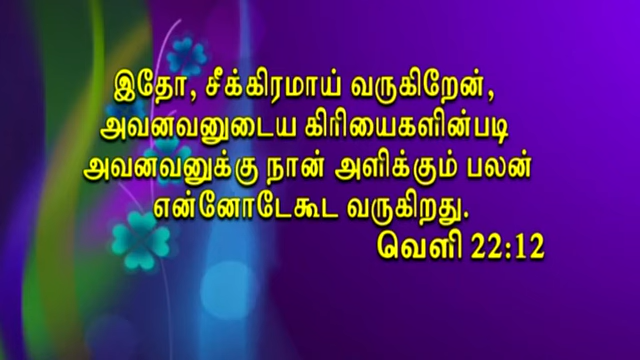 இதோ, சீக்கிரமாய் வருகிறேன்,
அவனவனுடைய கிரியைகளின்படி
அவனவனுக்கு நான் அளிக்கும் பலன்
என்னோடேகூட வருகிறது.
வெளி 22:12